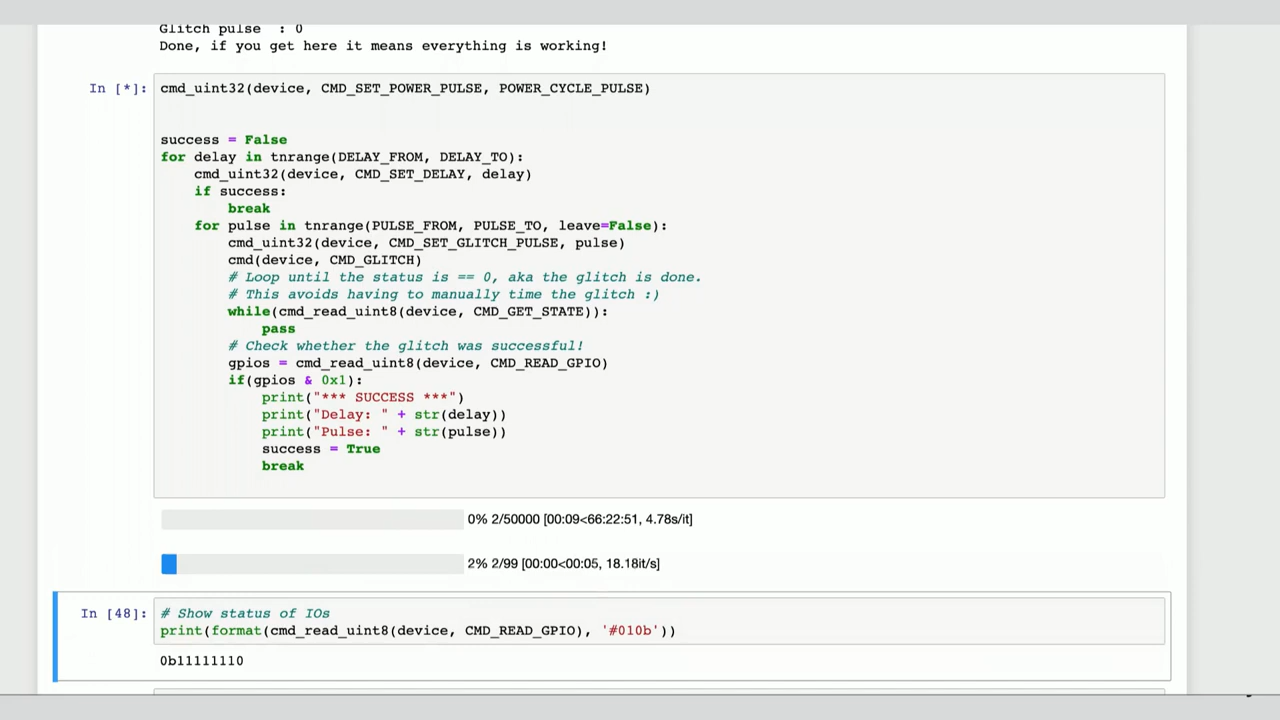 Glitch pulse  : 0
Done, if you get here it means everything is working!
In [*]: cmd_uint32(device, CMD_SET_POWER_PULSE, POWER_CYCLE_PULSE)
success = False
for delay in tnrange(DELAY_FROM, DELAY_TO):
    cmd_uint32(device, CMD_SET_DELAY, delay)
    if success:
        break
    for pulse in tnrange(PULSE_FROM, PULSE_TO, leave=False):
        cmd_uint32(device, CMD_SET_GLITCH_PULSE, pulse)
        cmd(device, CMD_GLITCH)
        # Loop until the status is == 0, aka the glitch is done.
        # This avoids having to manually time the glitch :)
        while(cmd_read_uint8(device, CMD_GET_STATE)):
            pass
        # Check whether the glitch was successful!
        gpios = cmd_read_uint8(device, CMD_READ_GPIO)
        if(gpios & 0x1):
            print("*** SUCCESS ***")
            print("Delay: " + str(delay))
            print("Pulse: " + str(pulse))
            success = True
            break
0% 2/50000 [00:09<66:22:51, 4.78s/it]
2% 2/99 [00:00<00:05, 18.18it/s]
In [48]: # Show status of IOs
print(format(cmd_read_uint8(device, CMD_READ_GPIO), '#010b'))
0b11111110